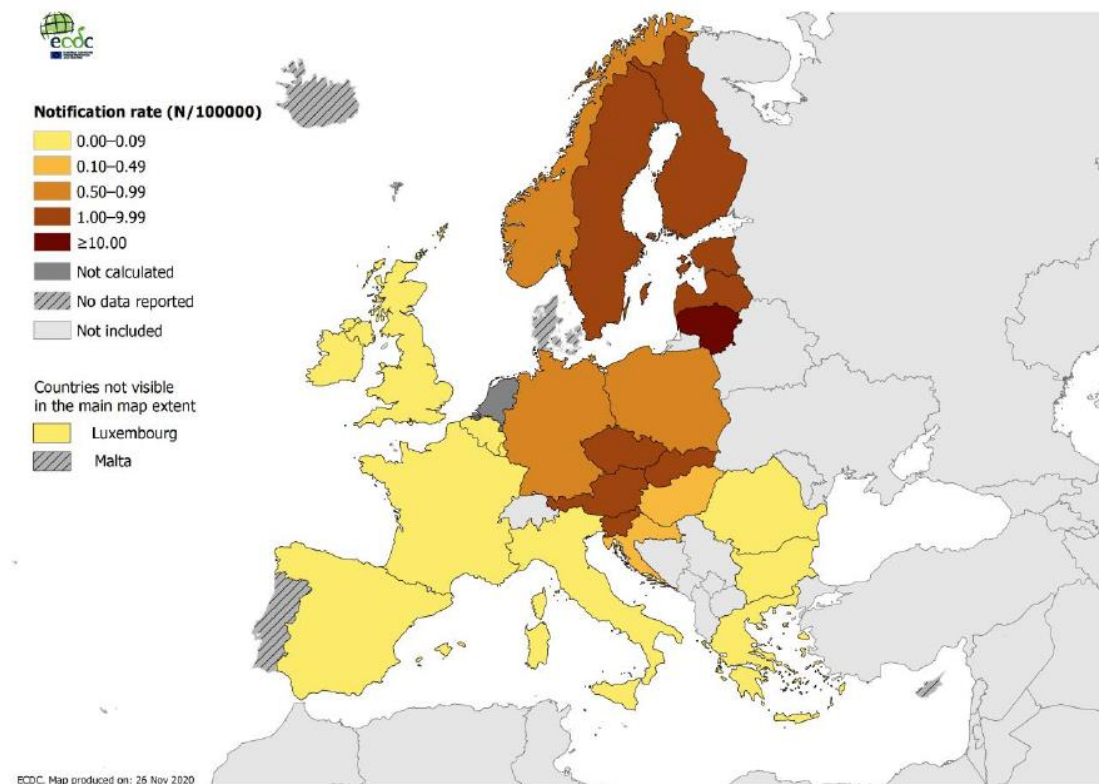 ecdc
Notification rate (N/100000)
0.00–0.09
0.10–0.49
0.50–0.99
1.00–9.99
≥10.00
Not calculated
No data reported
Not included
Countries not visible
in the main map extent
Luxembourg
Malta
ECDC. Map produced on: 26 Nov 2020